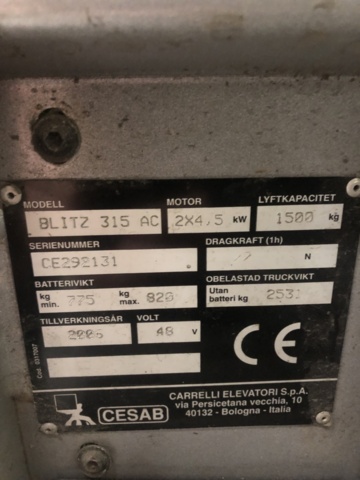 MODELL MOTOR LYFTKAPACITET
BLITZ 315 AC 2X4,5 kW 1500 kg
SERIENUMMER DRAGKRAFT (1h)
CE292131 N
BATTERIVIKT OBELASTAD TRUCKVIKT
kg min. 775 kg max. 820 Utan batteri kg 2531
TILLVERKNINGSÅR VOLT
2005 48 V
CE
Cod. 0317007
CESAB
CARRELLI ELEVATORI S.p.A.
via Persicetana vecchia, 10
40132 - Bologna - Italia